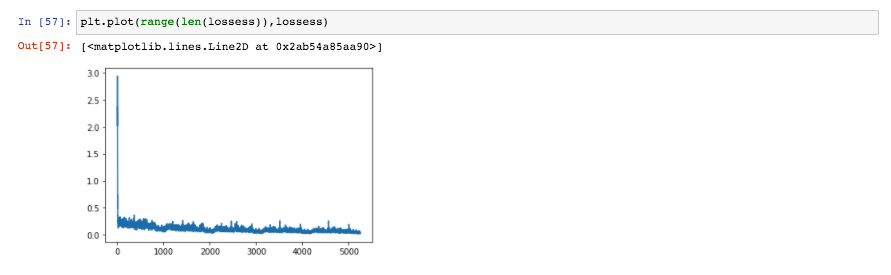 In [57]: plt.plot(range(len(lossess)),lossess)
Out[57]: [<matplotlib.lines.Line2D at 0x2ab54a85aa90>]
3.0
2.5
2.0
1.5
1.0
0.5
0.0
0 1000 2000 3000 4000 5000